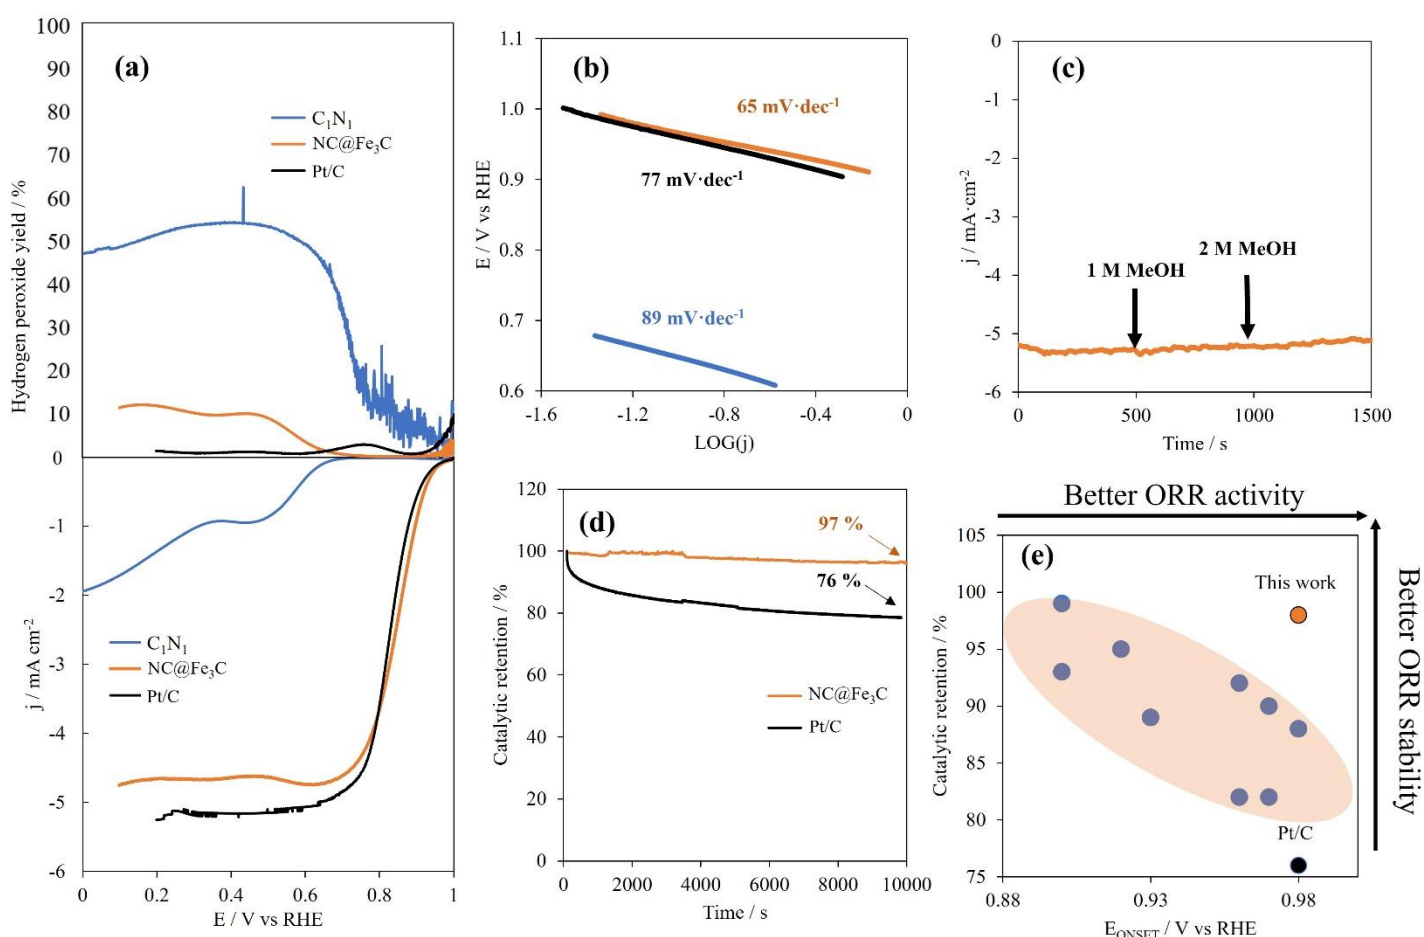 (a)
100
90
80
70
60
50
40
30
20
10
0
Hydrogen peroxide yield / %
C₁N₁
NC@Fe₃C
Pt/C
-1
-2
-3
-4
-5
-6
j / mA cm⁻²
C₁N₁
NC@Fe₃C
Pt/C
0
0.2
0.4
0.6
0.8
1
E / V vs RHE
(b)
1.1
1.0
0.9
0.8
0.7
0.6
E / V vs RHE
65 mV·dec⁻¹
77 mV·dec⁻¹
89 mV·dec⁻¹
-1.6
-1.2
-0.8
-0.4
0
LOG(j)
(c)
0
-1
-2
-3
-4
-5
-6
j / mA·cm⁻²
1 M MeOH
2 M MeOH
0
500
1000
1500
Time / s
(d)
120
100
80
60
40
20
0
Catalytic retention / %
97 %
76 %
NC@Fe₃C
Pt/C
0
2000
4000
6000
8000
10000
Time / s
Better ORR activity
(e)
105
100
95
90
85
80
75
Catalytic retention / %
This work
Pt/C
0.88
0.93
0.98
E_ONSET / V vs RHE
Better ORR stability